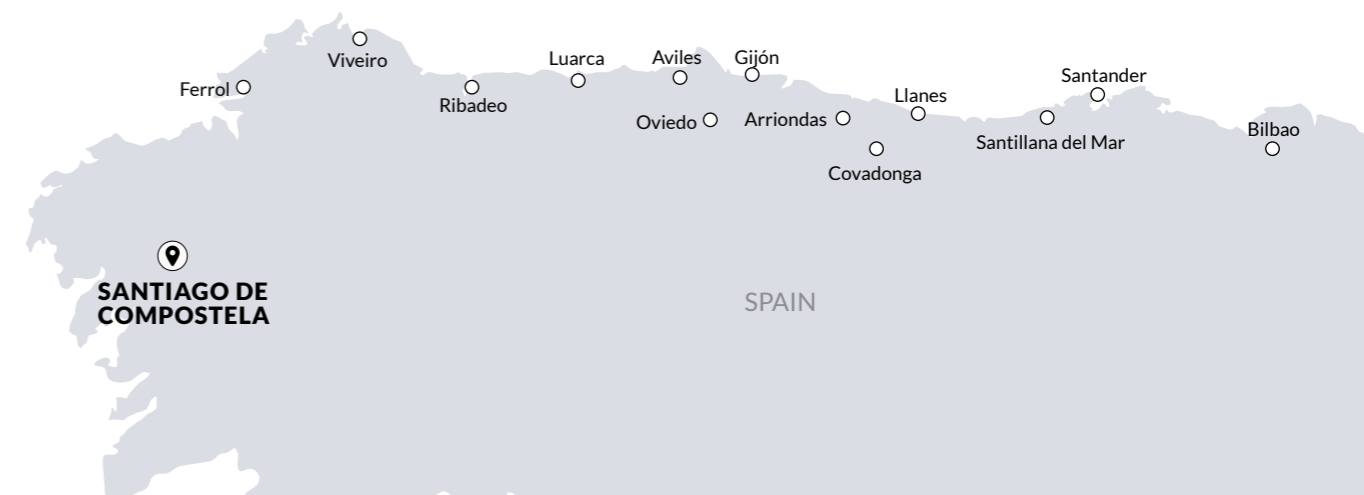 Viveiro
Ferrol
Ribadeo
Luarca
Aviles
Gijón
Oviedo
Arriondas
Llanes
Covadonga
Santander
Santillana del Mar
Bilbao
SANTIAGO DE
COMPOSTELA
SPAIN